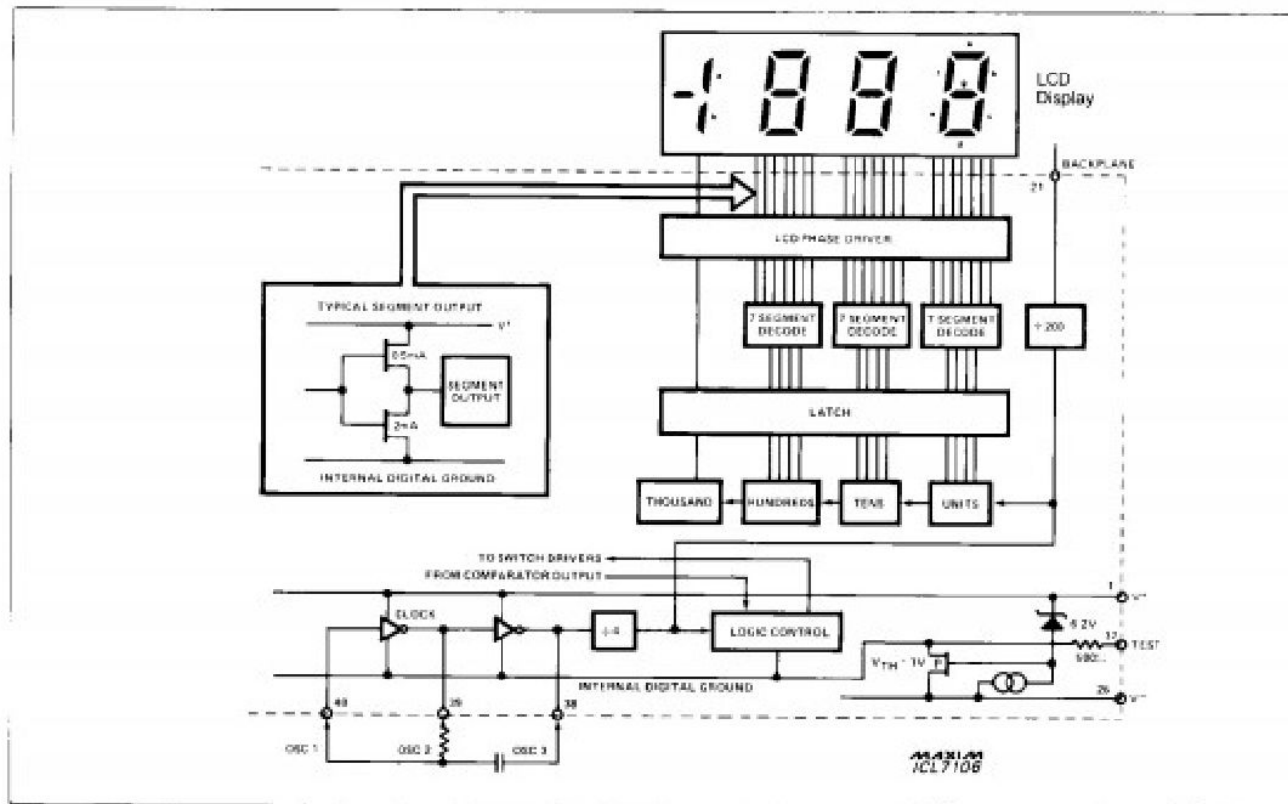 LCD
Display
BACKPLANE
21
LCD PHASE DRIVER
TYPICAL SEGMENT OUTPUT
V+
0.5mA
SEGMENT
OUTPUT
2mA
INTERNAL DIGITAL GROUND
7 SEGMENT
DECODE
7 SEGMENT
DECODE
7 SEGMENT
DECODE
÷200
LATCH
THOUSAND
HUNDREDS
TENS
UNITS
TO SWITCH DRIVERS
FROM COMPARATOR OUTPUT
1
CLOCK
÷4
LOGIC CONTROL
6.2V
TEST
VTH - 1V
INTERNAL DIGITAL GROUND
26
40
39
38
OSC 1
OSC 2
OSC 3
MAXIM
ICL7106